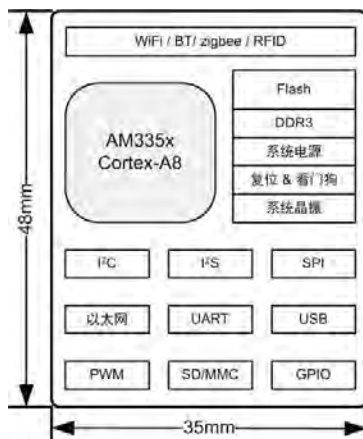 WiFi / BT/ zigbee / RFID
AM335x
Cortex-A8
Flash
DDR3
系统电源
复位 & 看门狗
系统晶振
I²C
I²S
SPI
以太网
UART
USB
PWM
SD/MMC
GPIO
48mm
35mm